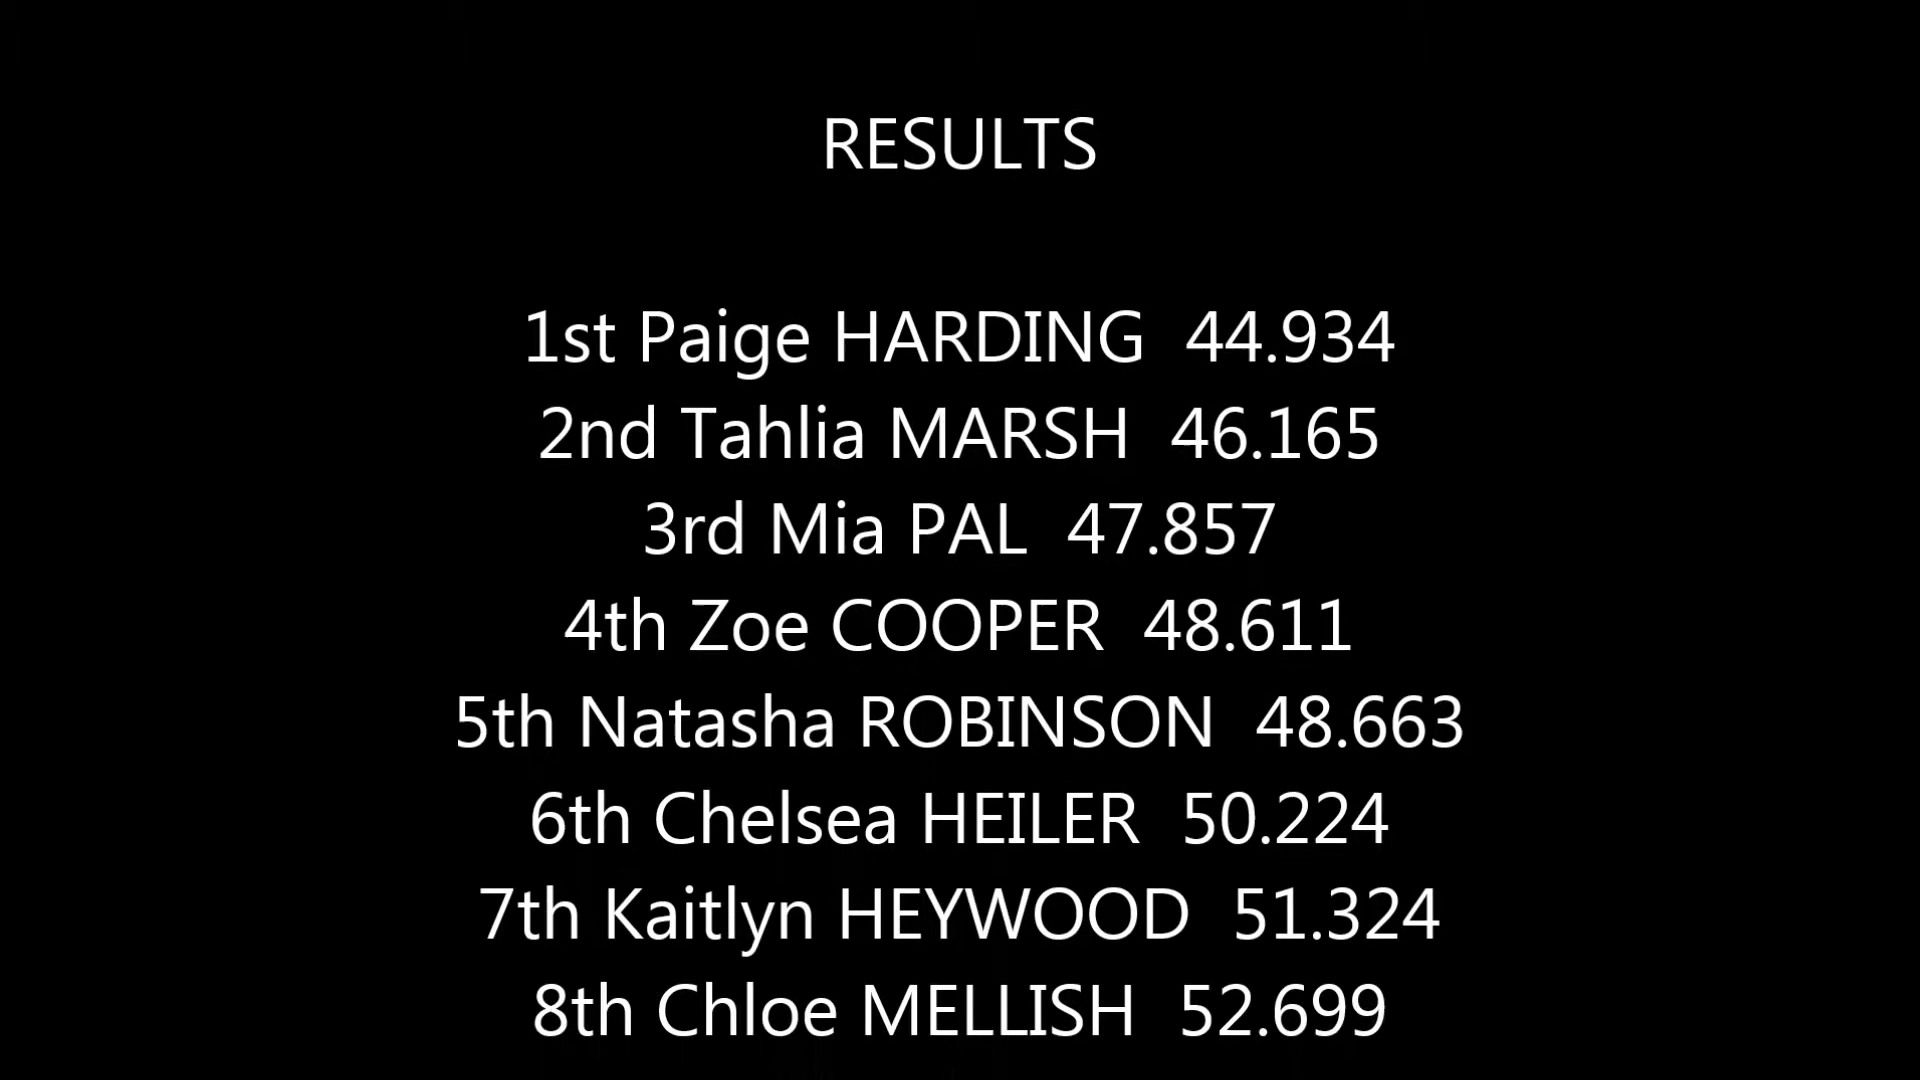 RESULTS
1st Paige HARDING  44.934
2nd Tahlia MARSH  46.165
3rd Mia PAL  47.857
4th Zoe COOPER  48.611
5th Natasha ROBINSON  48.663
6th Chelsea HEILER  50.224
7th Kaitlyn HEYWOOD  51.324
8th Chloe MELLISH  52.699